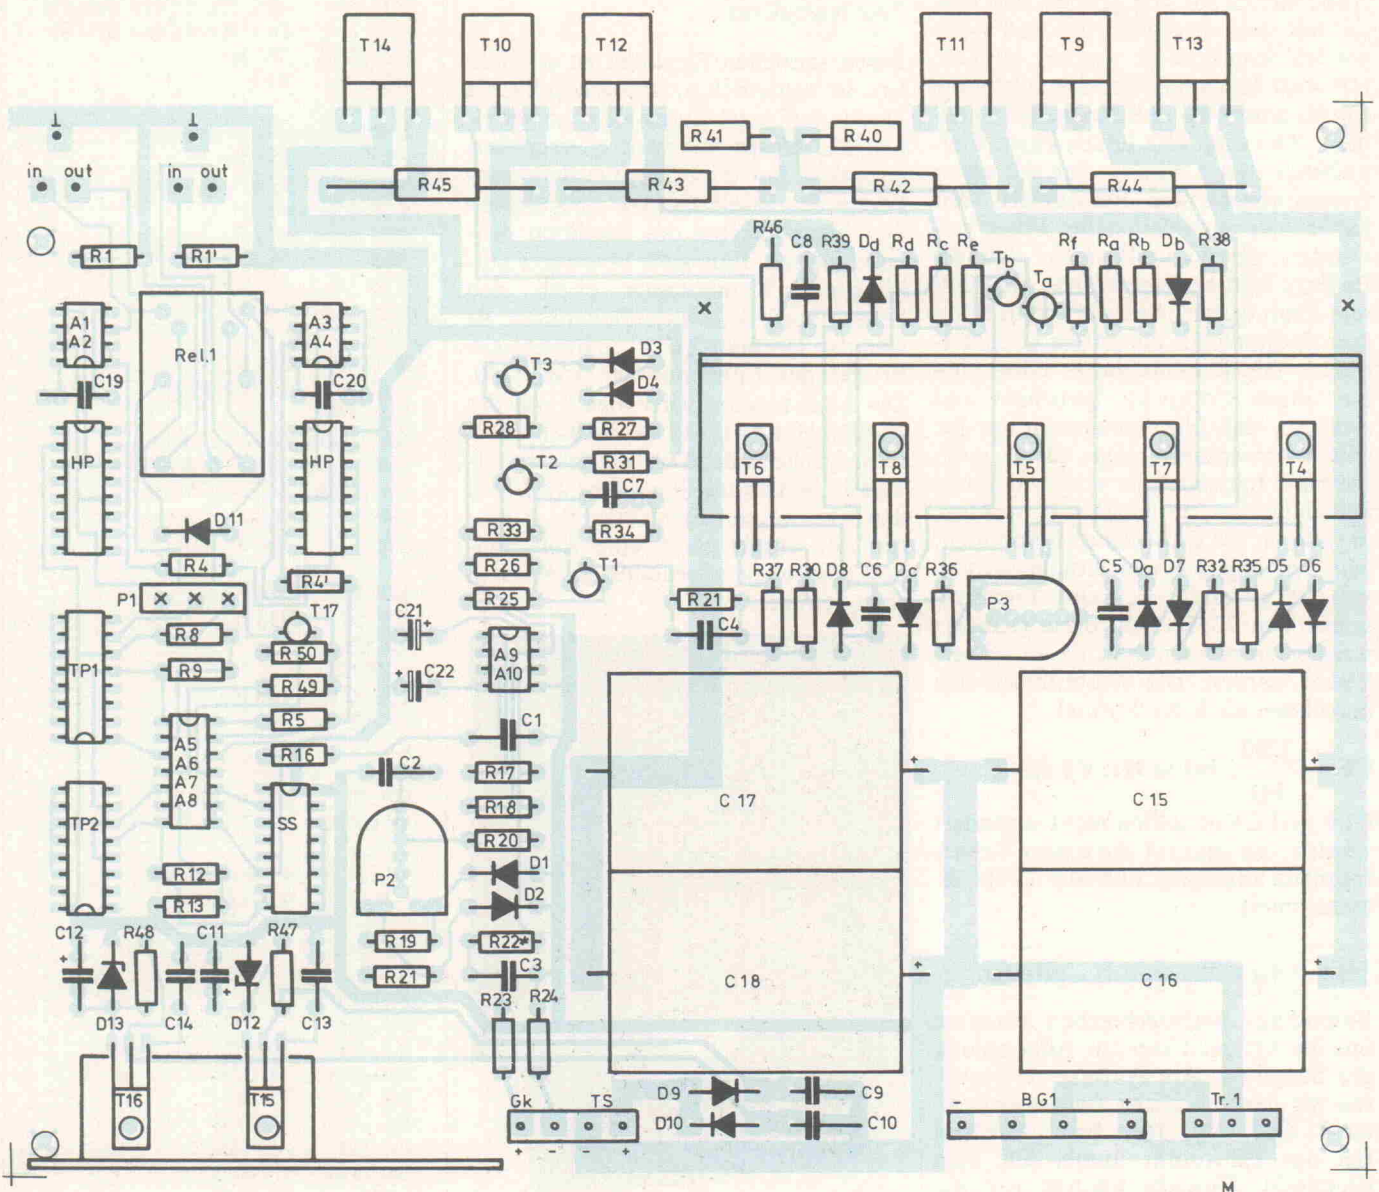 T14 T10 T12 T11 T9 T13
R41 R40
in out in out
R45 R43 R42 R44
R1 R1'
R46 C8 R39 Dd Rd Rc Re Tb Ta Rf Ra Rb Db R38
x x
A1 A3
A2 A4
Rel.1
C19 C20
T3 D3
D4
R28 R27
HP HP
T2 R31
C7
T6 T8 T5 T7 T4
D11
R33 R34
R4 R4'
R26 T1
P1 x x x
R25
R37 R30 D8 C6 Dc R36 P3 C5 Da D7 R32 R35 D5 D6
R21
C4
T17
R8 R50
C21 +
A9
A10
TP1 R9 R49
+ C22
R5
C1
A5
A6
A7
A8
R16
C2 R17
C17 + C15 +
TP2 SS
R18
R20
D1
P2
R12
D2
R13
C12 + R48 C11 + R47
R19 R22*
R21 C3
C18 + C16 +
D13 C14 D12 C13
R23 R24
T16 T15
Gk TS
+ - - +
D9 C9
D10 C10
- BG1 +
Tr.1
M